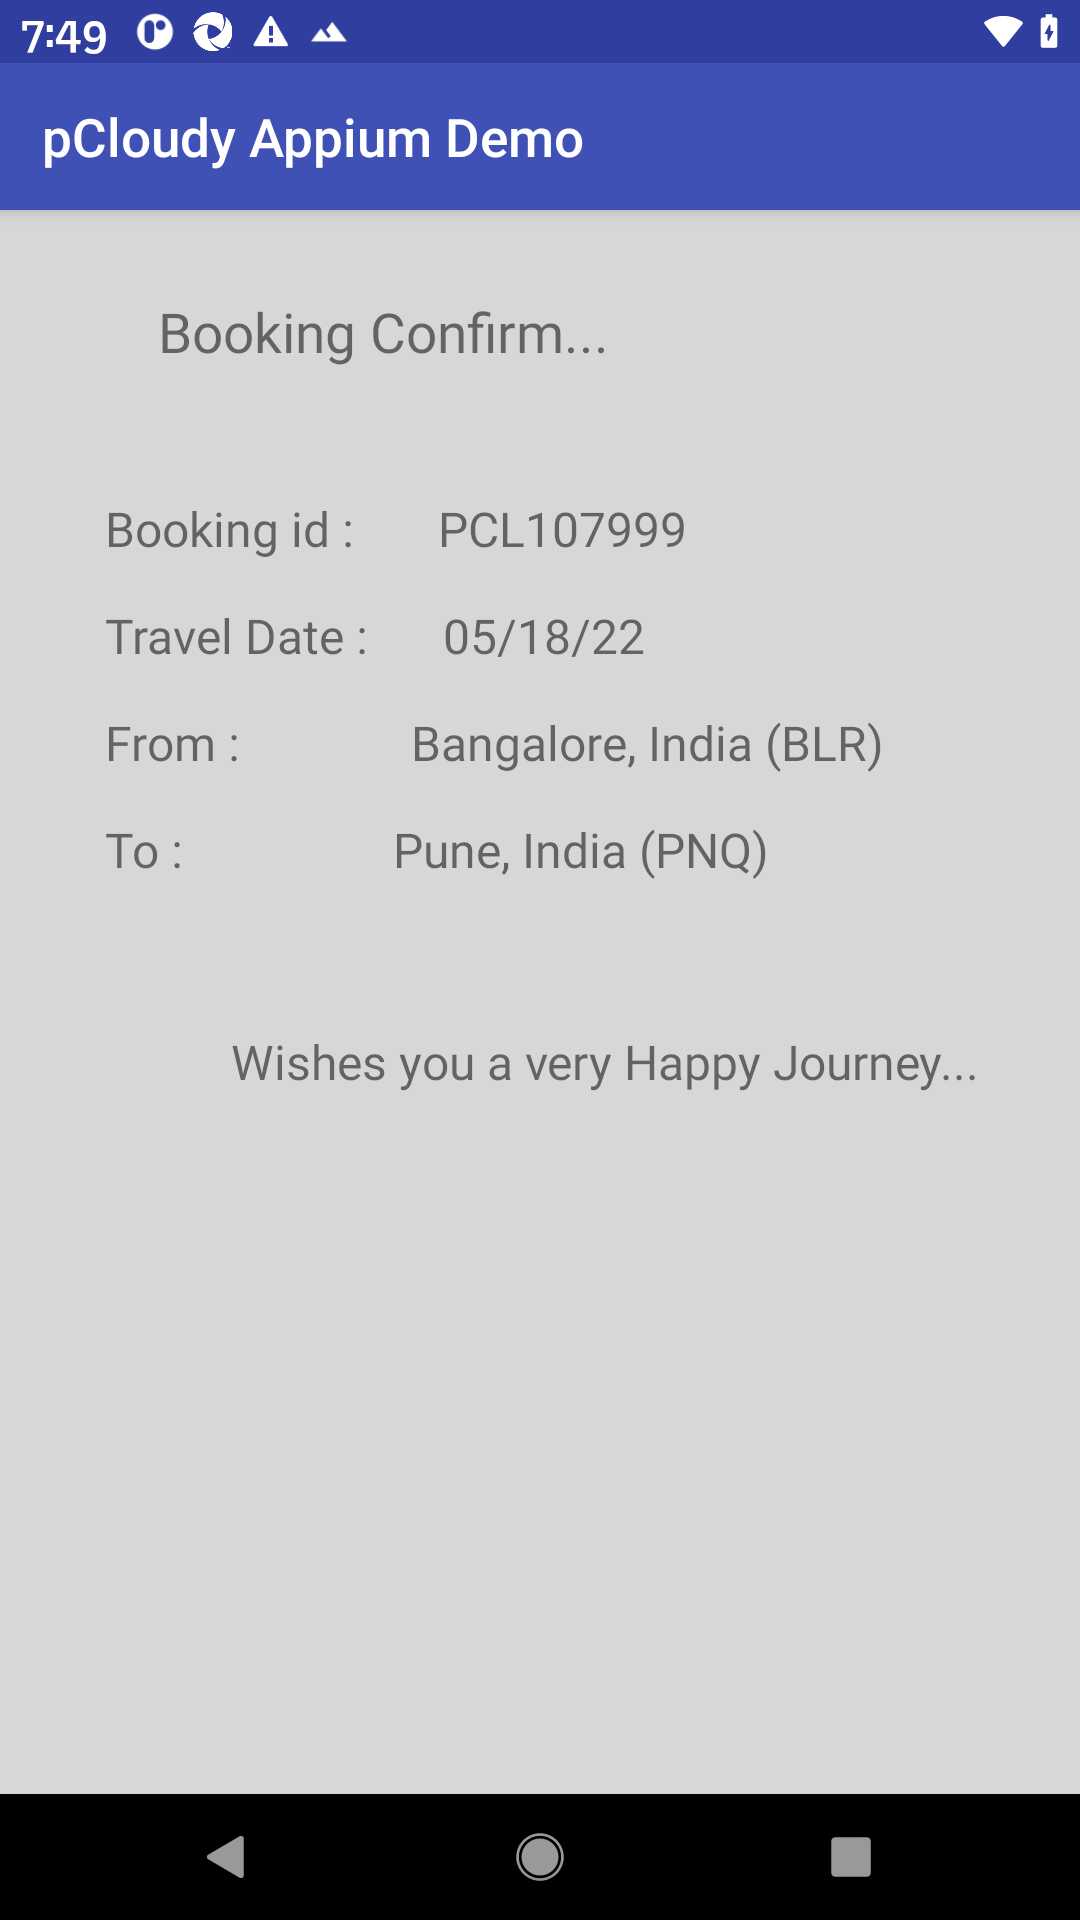 7:49
pCloudy Appium Demo
Booking Confirm...
Booking id : PCL107999
Travel Date : 05/18/22
From : Bangalore, India (BLR)
To : Pune, India (PNQ)
Wishes you a very Happy Journey...